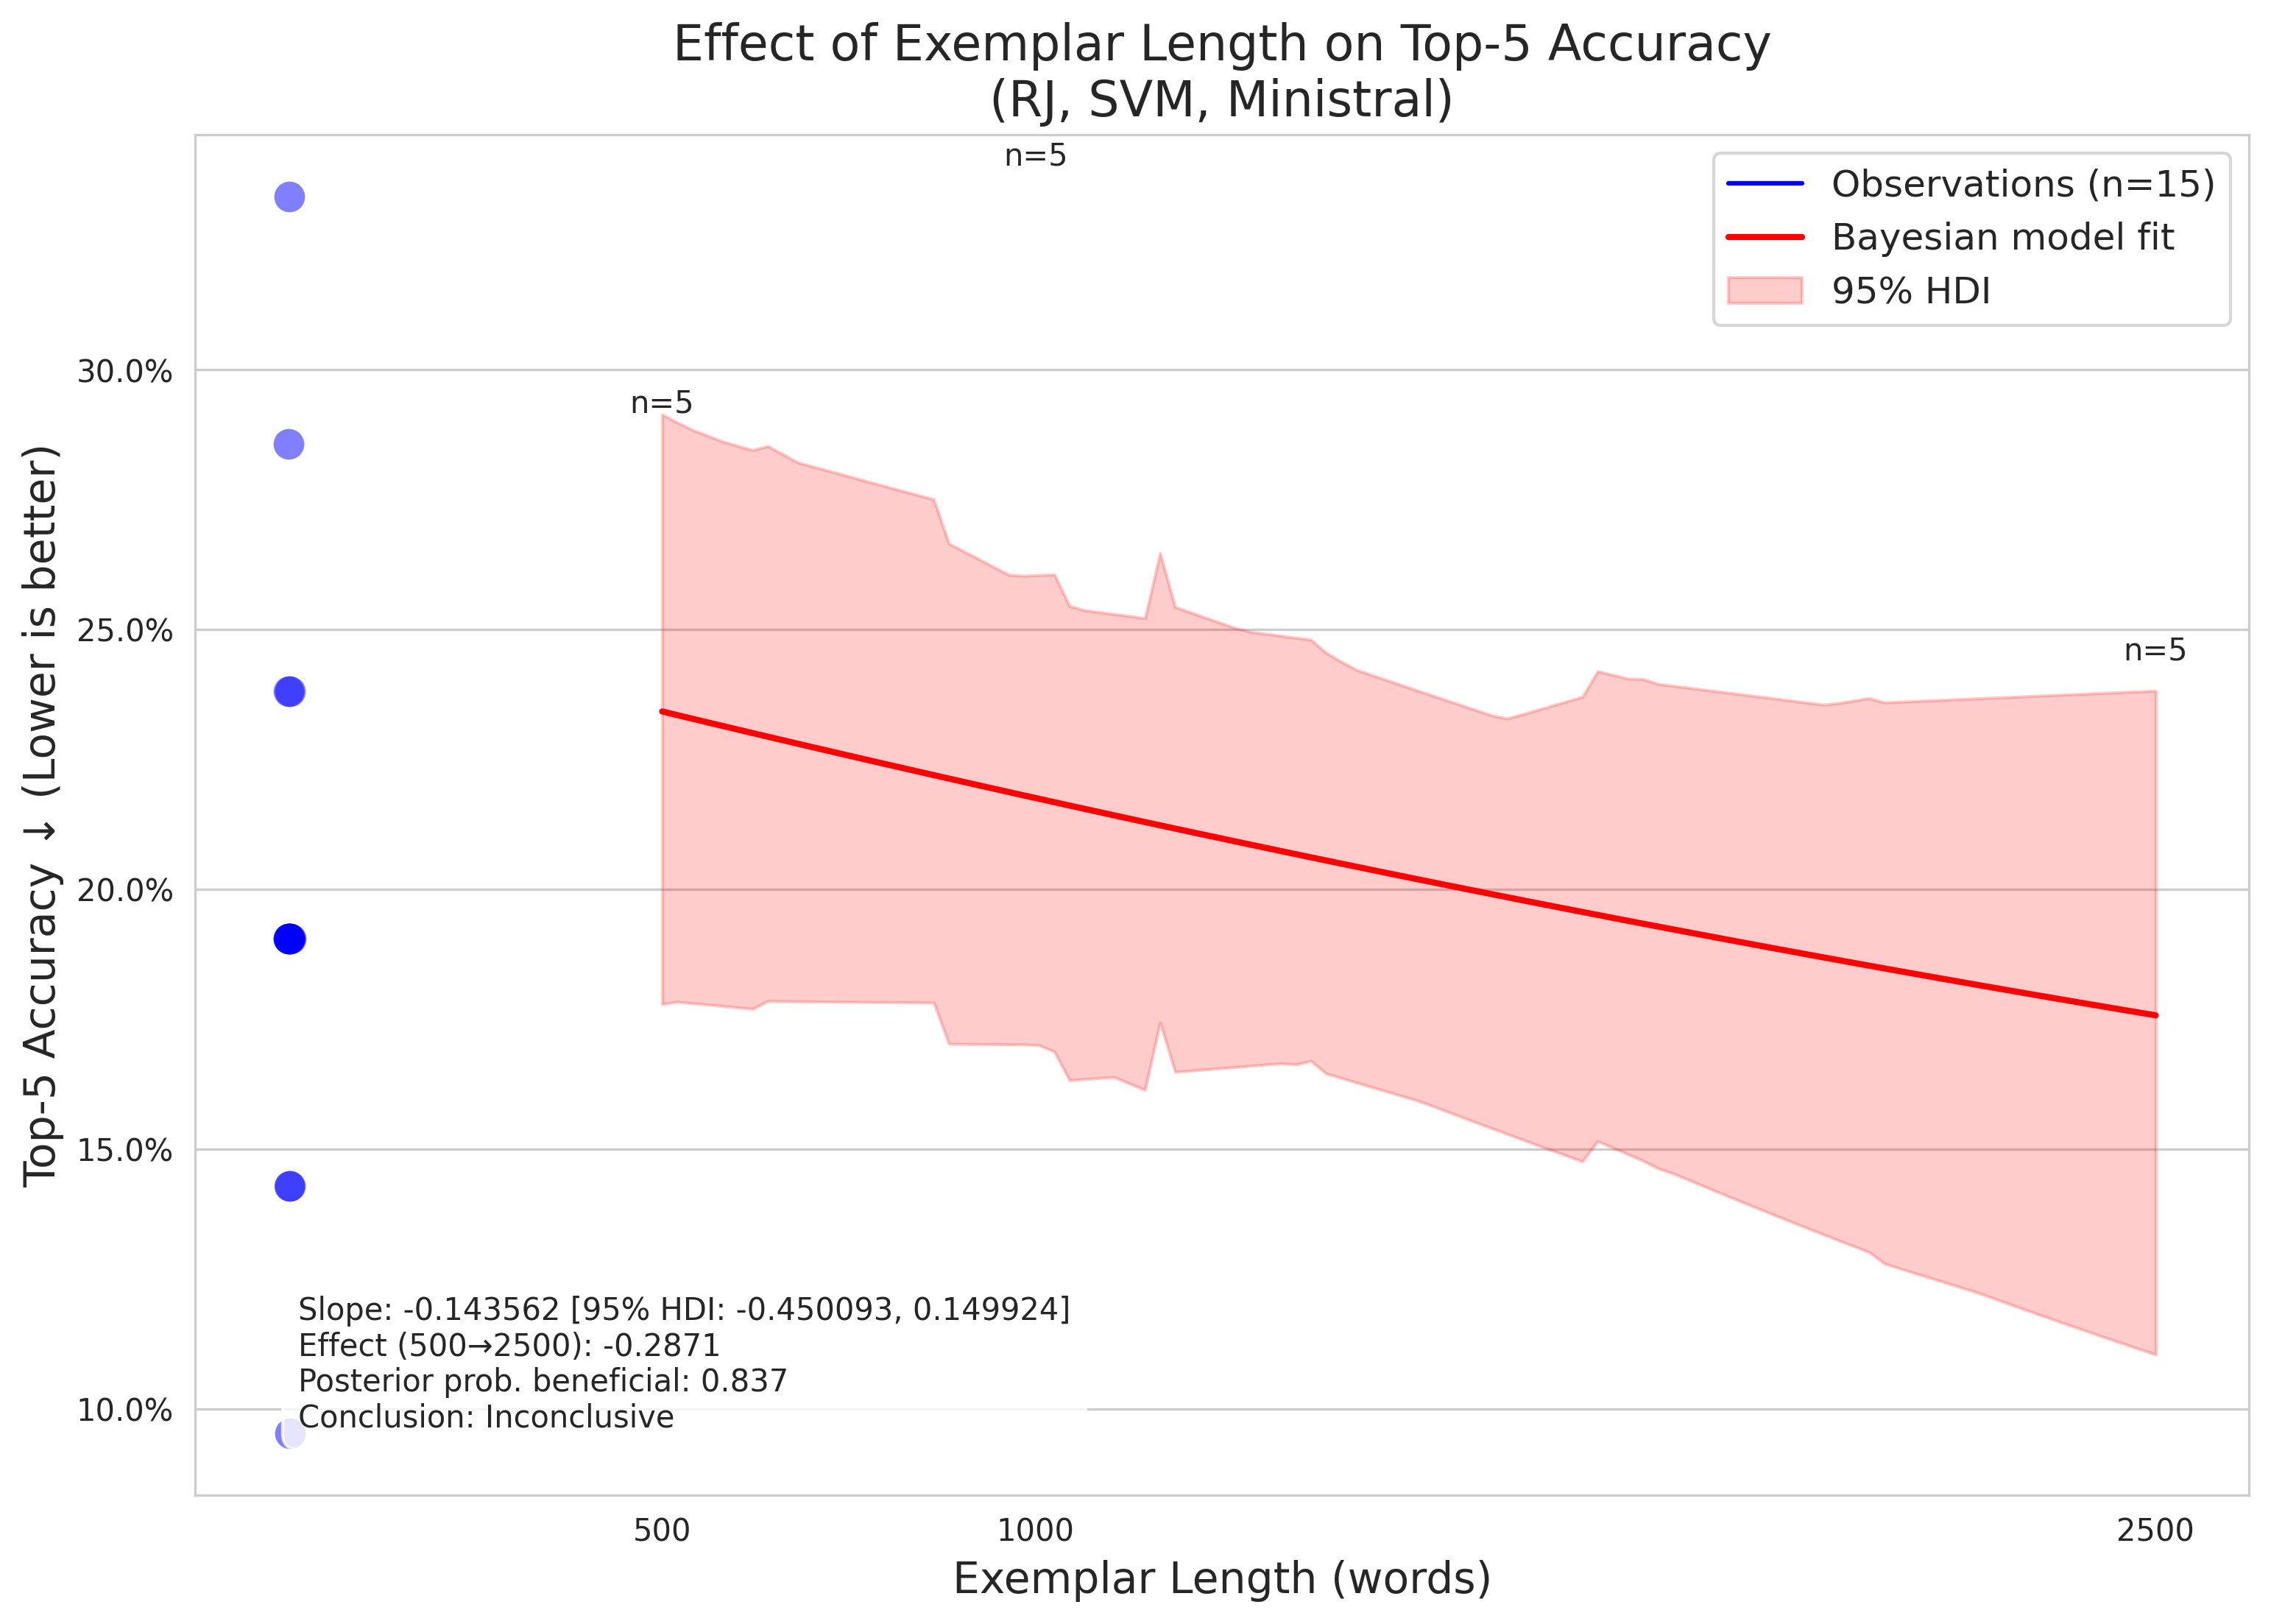 Effect of Exemplar Length on Top-5 Accuracy
(RJ, SVM, Ministral)
n=5
Observations (n=15)
Bayesian model fit
95% HDI
30.0%
n=5
25.0%
n=5
20.0%
15.0%
10.0%
Top-5 Accuracy ↓ (Lower is better)
Slope: -0.143562 [95% HDI: -0.450093, 0.149924]
Effect (500→2500): -0.2871
Posterior prob. beneficial: 0.837
Conclusion: Inconclusive
500
1000
2500
Exemplar Length (words)